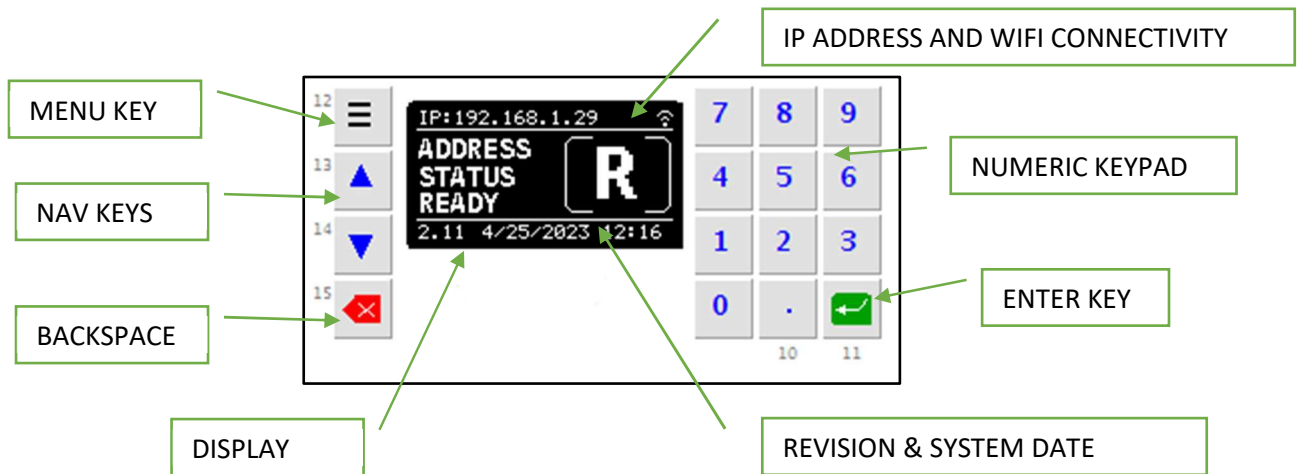 IP ADDRESS AND WIFI CONNECTIVITY
MENU KEY
NAV KEYS
BACKSPACE
12
13
14
15
IP:192.168.1.29
ADDRESS
STATUS
READY
R
2.11 4/25/2023 12:16
7 8 9
4 5 6
1 2 3
0 .
10 11
NUMERIC KEYPAD
ENTER KEY
DISPLAY
REVISION & SYSTEM DATE